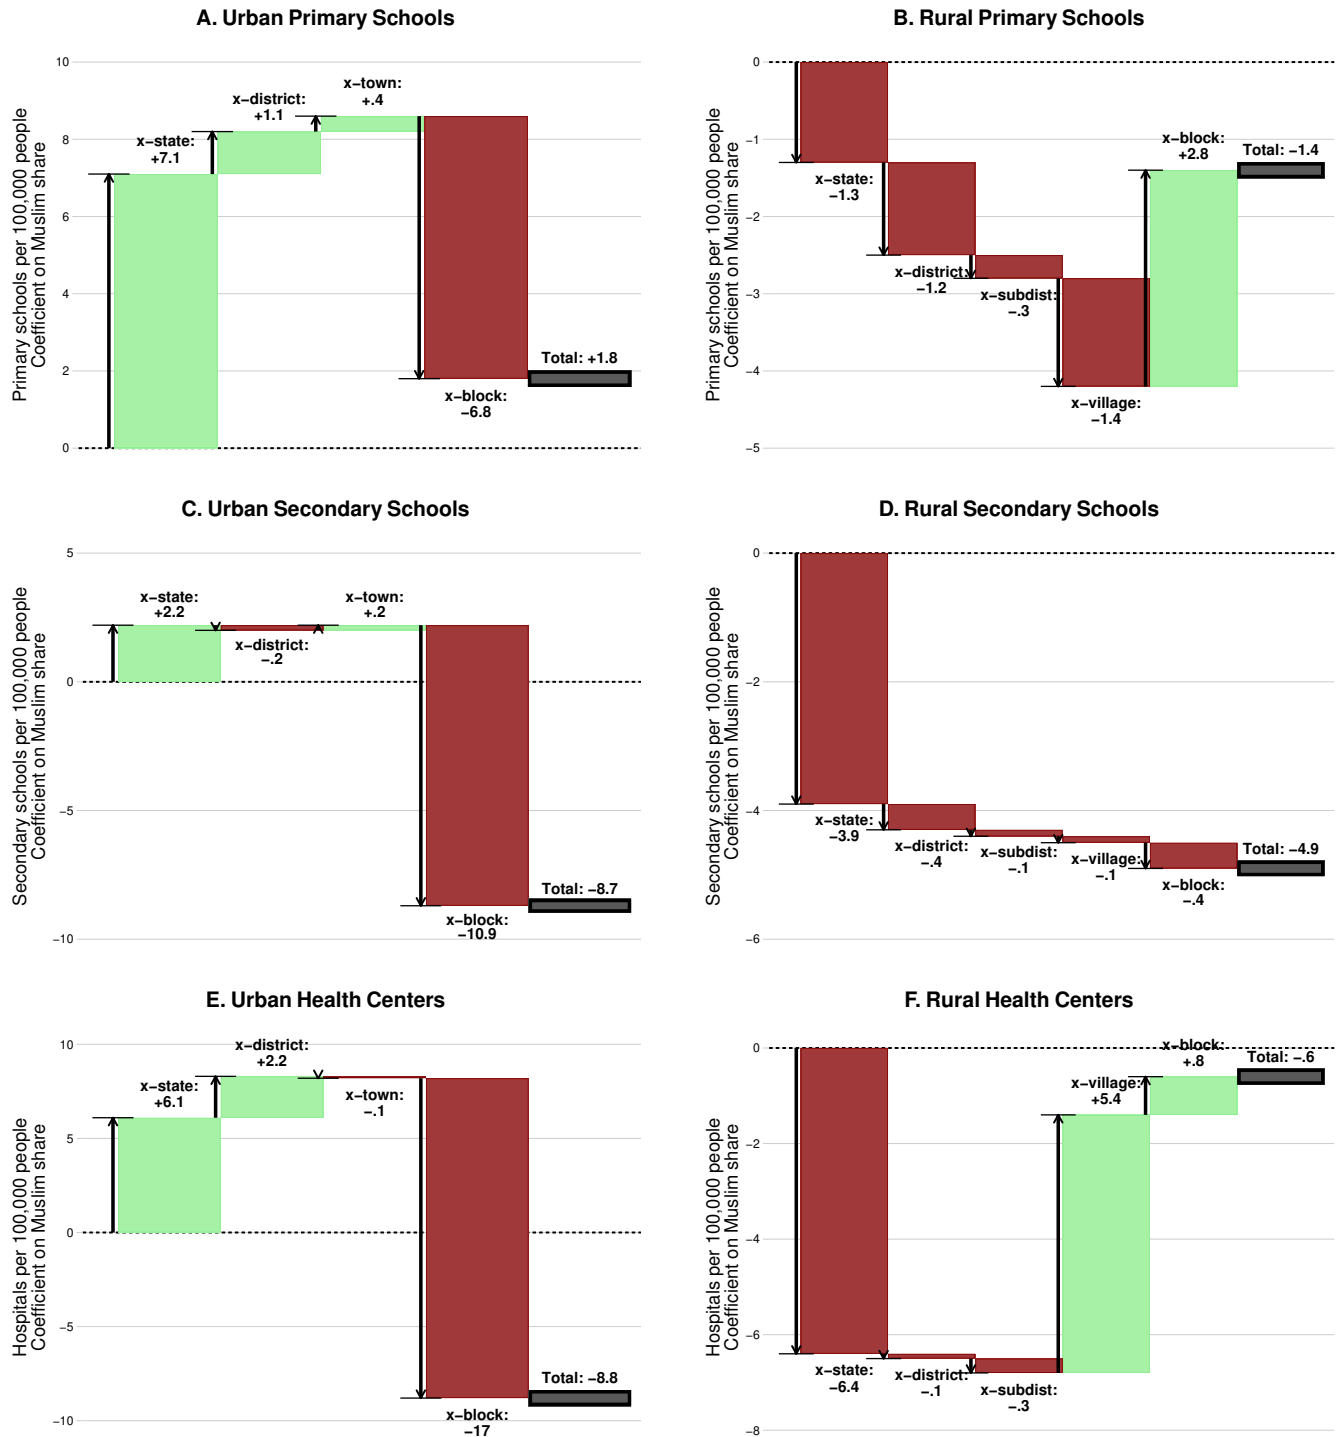 A. Urban Primary Schools
Primary schools per 100,000 people
Coefficient on Muslim share
10
8
6
4
2
0
x−state:
+7.1
x−district:
+1.1
x−town:
+.4
x−block:
−6.8
Total: +1.8
B. Rural Primary Schools
Primary schools per 100,000 people
Coefficient on Muslim share
0
−1
−2
−3
−4
−5
x−state:
−1.3
x−district:
−1.2
x−subdist:
−.3
x−village:
−1.4
x−block:
+2.8
Total: −1.4
C. Urban Secondary Schools
Secondary schools per 100,000 people
Coefficient on Muslim share
5
0
−5
−10
x−state:
+2.2
x−district:
−.2
x−town:
+.2
x−block:
−10.9
Total: −8.7
D. Rural Secondary Schools
Secondary schools per 100,000 people
Coefficient on Muslim share
0
−2
−4
−6
x−state:
−3.9
x−district:
−.4
x−subdist:
−.1
x−village:
−.1
x−block:
−.4
Total: −4.9
E. Urban Health Centers
Hospitals per 100,000 people
Coefficient on Muslim share
10
5
0
−5
−10
x−state:
+6.1
x−district:
+2.2
x−town:
−.1
x−block:
−17
Total: −8.8
F. Rural Health Centers
Hospitals per 100,000 people
Coefficient on Muslim share
0
−2
−4
−6
−8
x−state:
−6.4
x−district:
−.1
x−subdist:
−.3
x−village:
+5.4
x−block:
+.8
Total: −.6